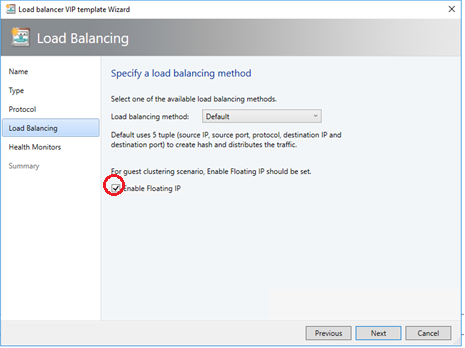 Load balancer VIP template Wizard
Load Balancing
Name
Type
Protocol
Load Balancing
Health Monitors
Summary
Specify a load balancing method
Select one of the available load balancing methods.
Load balancing method: Default
Default uses 5 tuple (source IP, source port, protocol, destination IP and
destination port) to create hash and distributes the traffic.
For guest clustering scenario, Enable Floating IP should be set.
Enable Floating IP
Previous Next Cancel